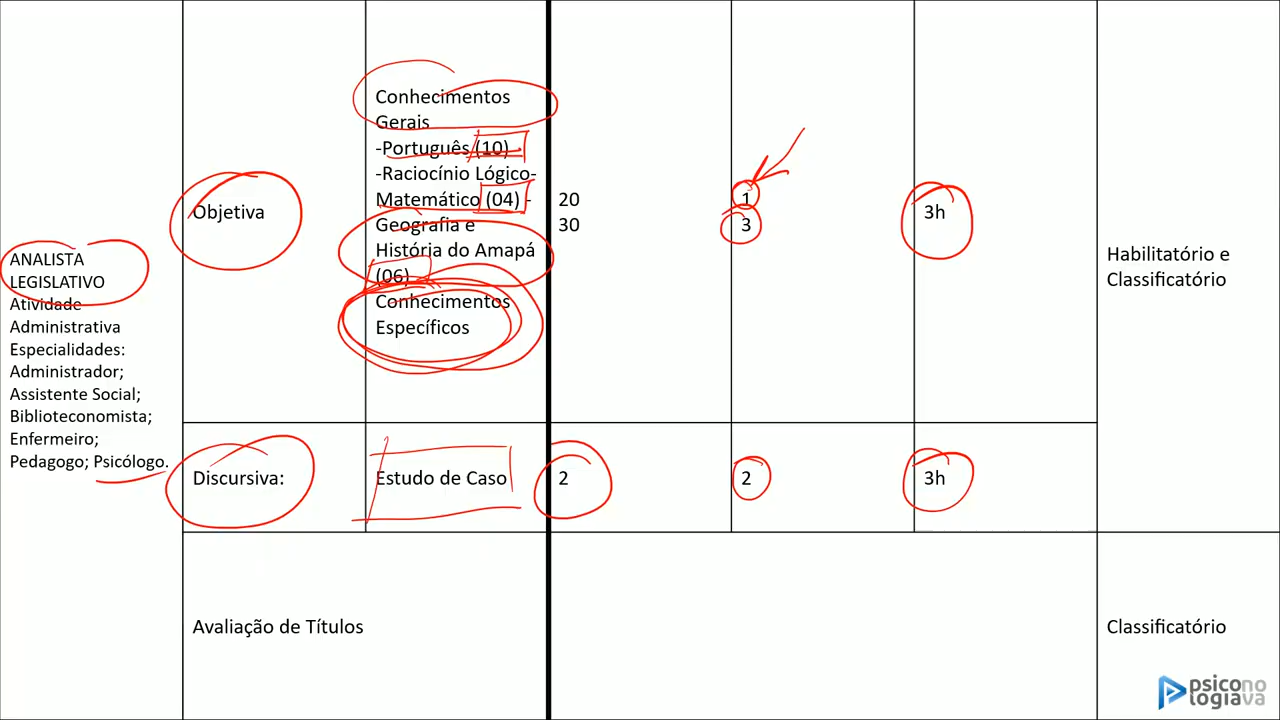 ANALISTA
LEGISLATIVO
Atividade
Administrativa
Especialidades:
Administrador;
Assistente Social;
Biblioteconomista;
Enfermeiro;
Pedagogo; Psicólogo.
Objetiva
Conhecimentos
Gerais
-Português (10)-
-Raciocínio Lógico-
Matemático (04) -
Geografia e
História do Amapá
(06)
Conhecimentos
Específicos
20
30
1
3
3h
Habilitatório e
Classificatório
Discursiva:
Estudo de Caso
2
2
3h
Avaliação de Títulos
Classificatório
psicono
logiava